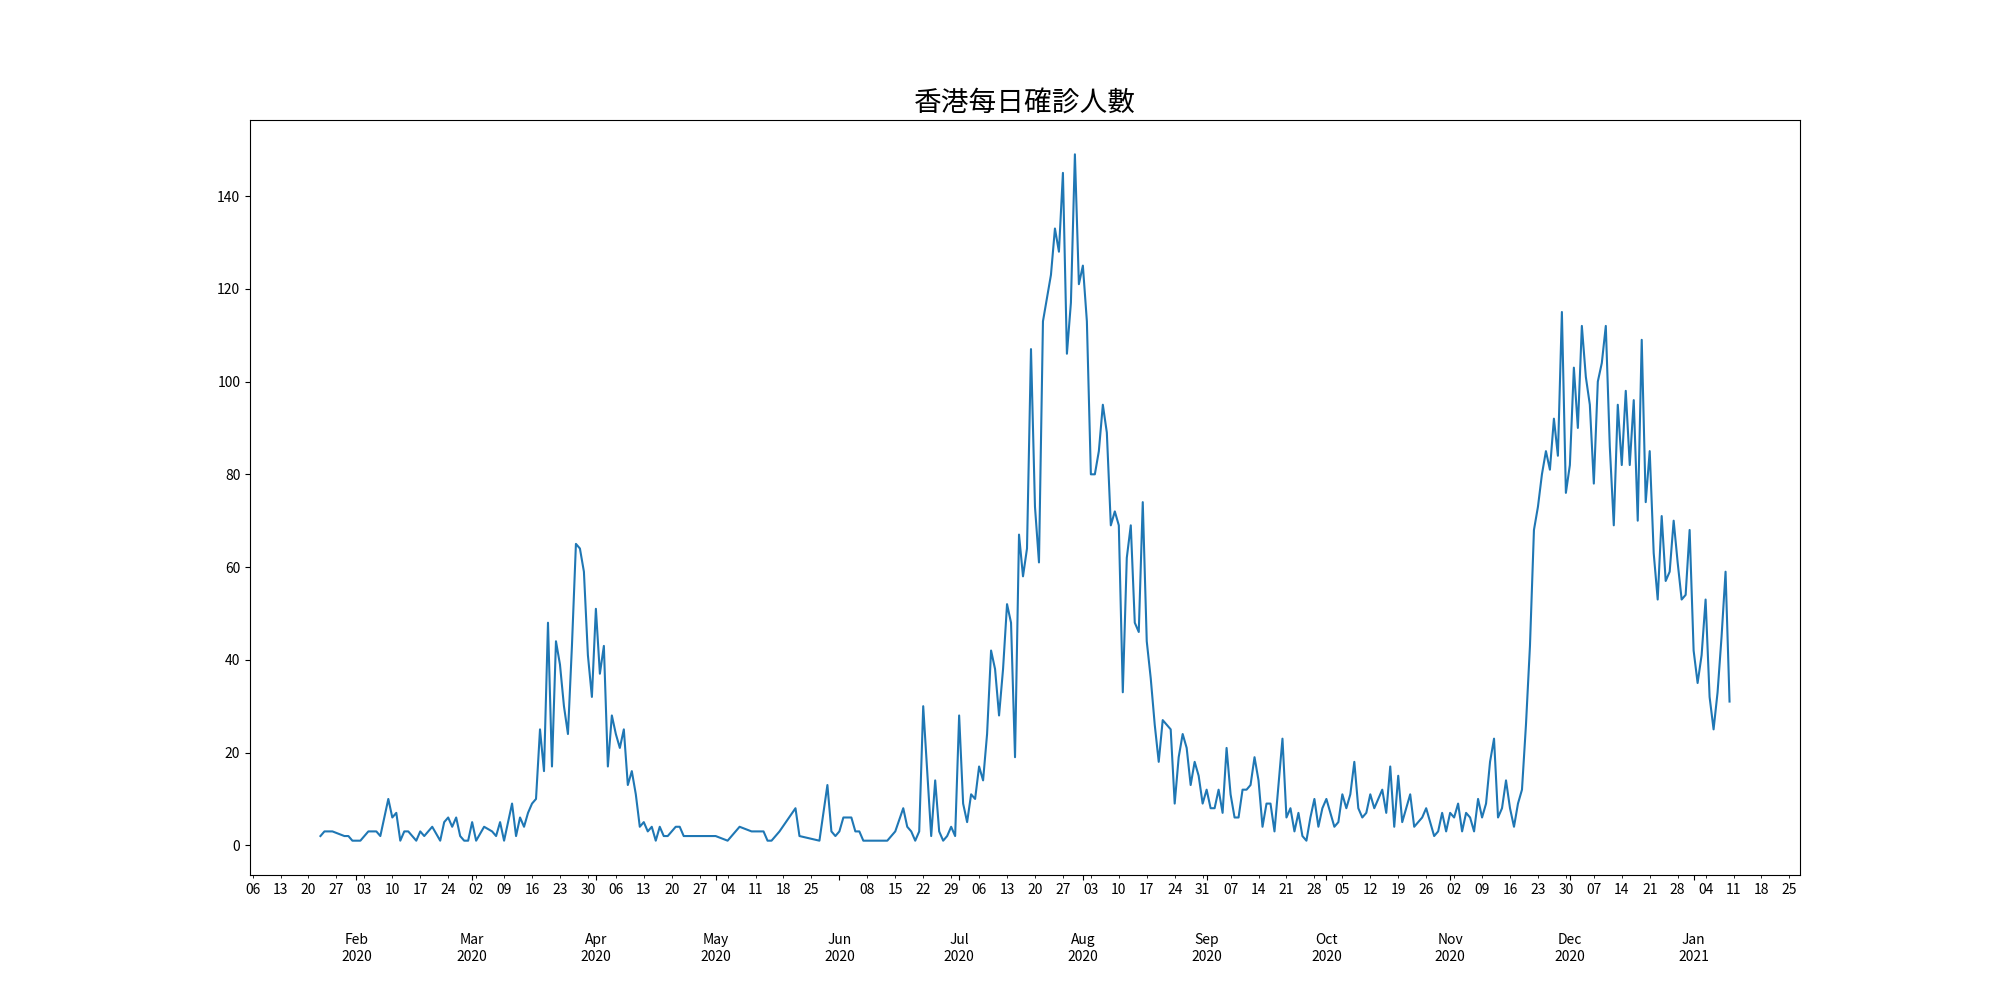 香港每日確診人數
140
120
100
80
60
40
20
0
06 13 20 27 03 10 17 24 02 09 16 23 30 06 13 20 27 04 11 18 25 08 15 22 29 06 13 20 27 03 10 17 24 31 07 14 21 28 05 12 19 26 02 09 16 23 30 07 14 21 28 04 11 18 25
Feb Mar Apr May Jun Jul Aug Sep Oct Nov Dec Jan
2020 2020 2020 2020 2020 2020 2020 2020 2020 2020 2020 2021